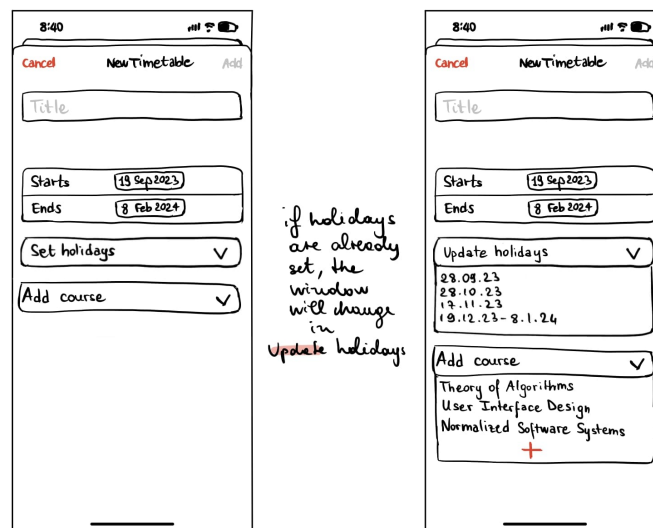 8:40
Cancel New Timetable Add
Title
Starts 19 Sep 2023
Ends 8 Feb 2024
Set holidays
Add course
if holidays
are already
set, the
window
will change
in
Update holidays
8:40
Cancel New Timetable Add
Title
Starts 19 Sep 2023
Ends 8 Feb 2024
Update holidays
28.09.23
28.10.23
17.11.23
19.12.23-8.1.24
Add course
Theory of Algorithms
User Interface Design
Normalized Software Systems
+